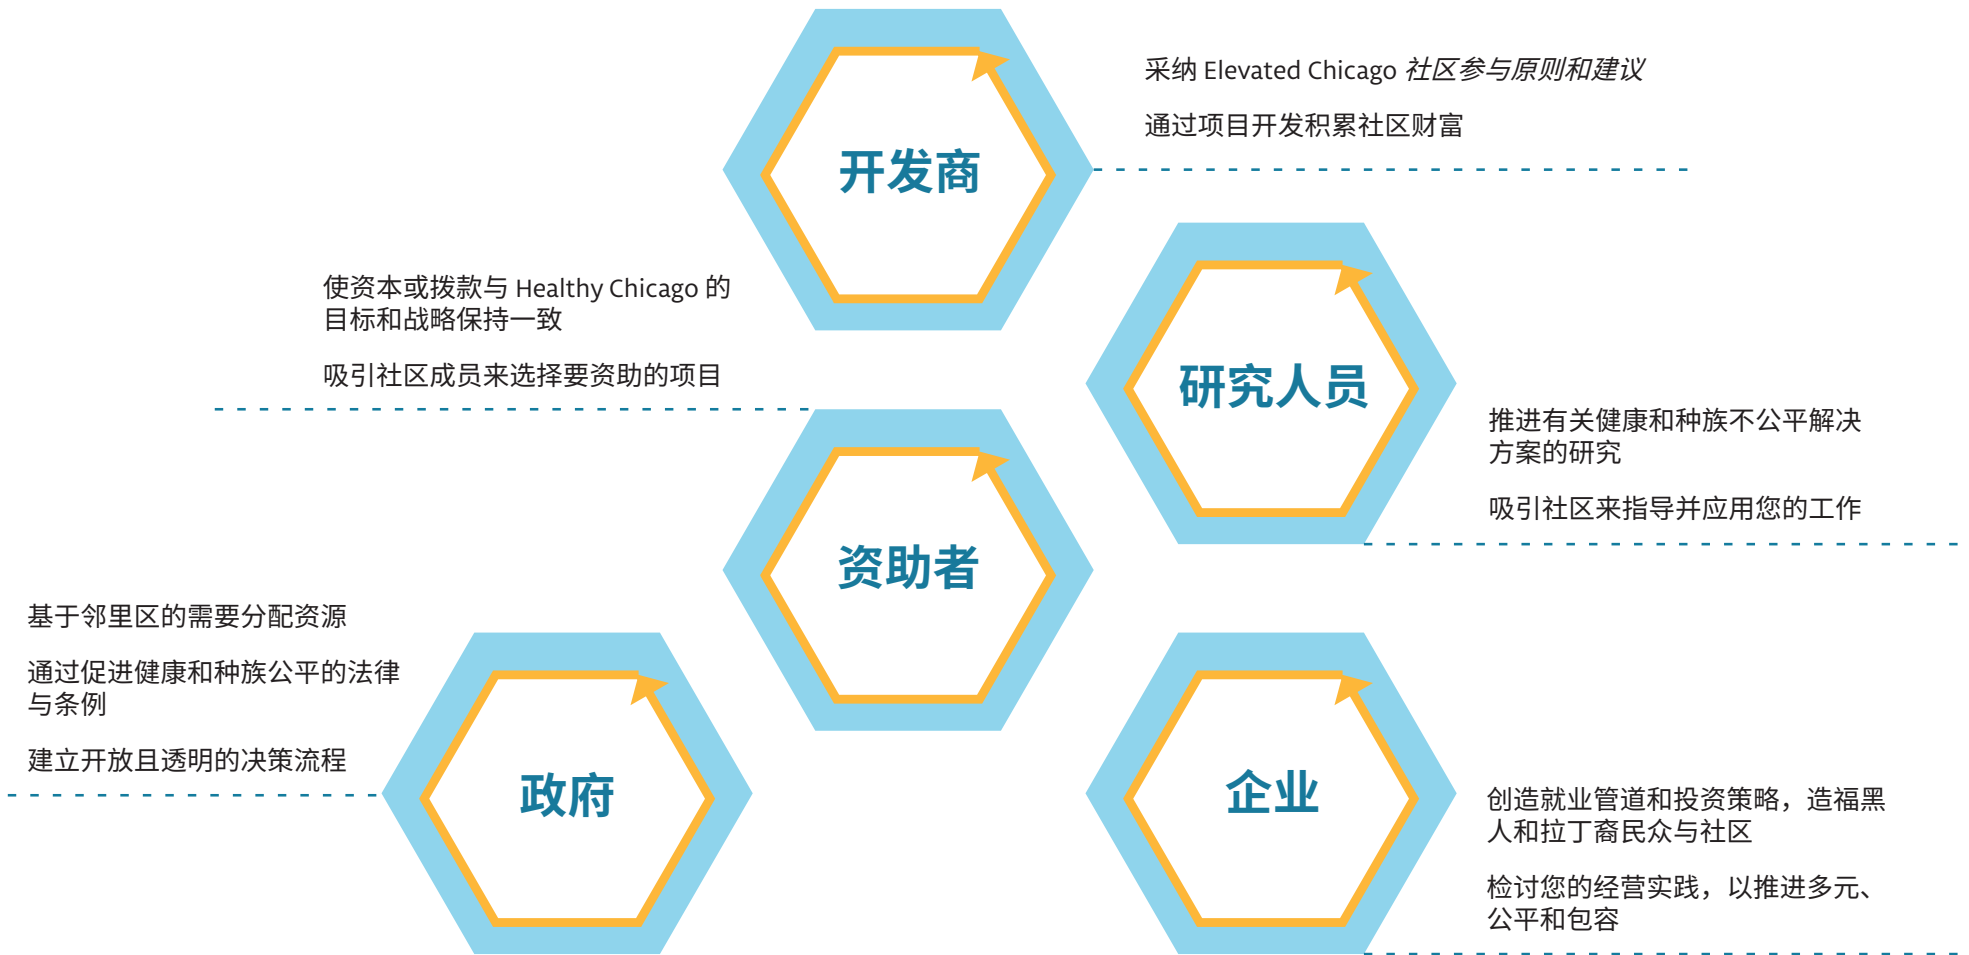 开发商
采纳 Elevated Chicago 社区参与原则和建议
通过项目开发积累社区财富
使资本或拨款与 Healthy Chicago 的
目标和战略保持一致
吸引社区成员来选择要资助的项目
资助者
研究人员
推进有关健康和种族不公平解决
方案的研究
吸引社区来指导并应用您的工作
基于邻里区的需要分配资源
通过促进健康和种族公平的法律
与条例
建立开放且透明的决策流程
政府
企业
创造就业管道和投资策略，造福黑
人和拉丁裔民众与社区
检讨您的经营实践，以推进多元、
公平和包容